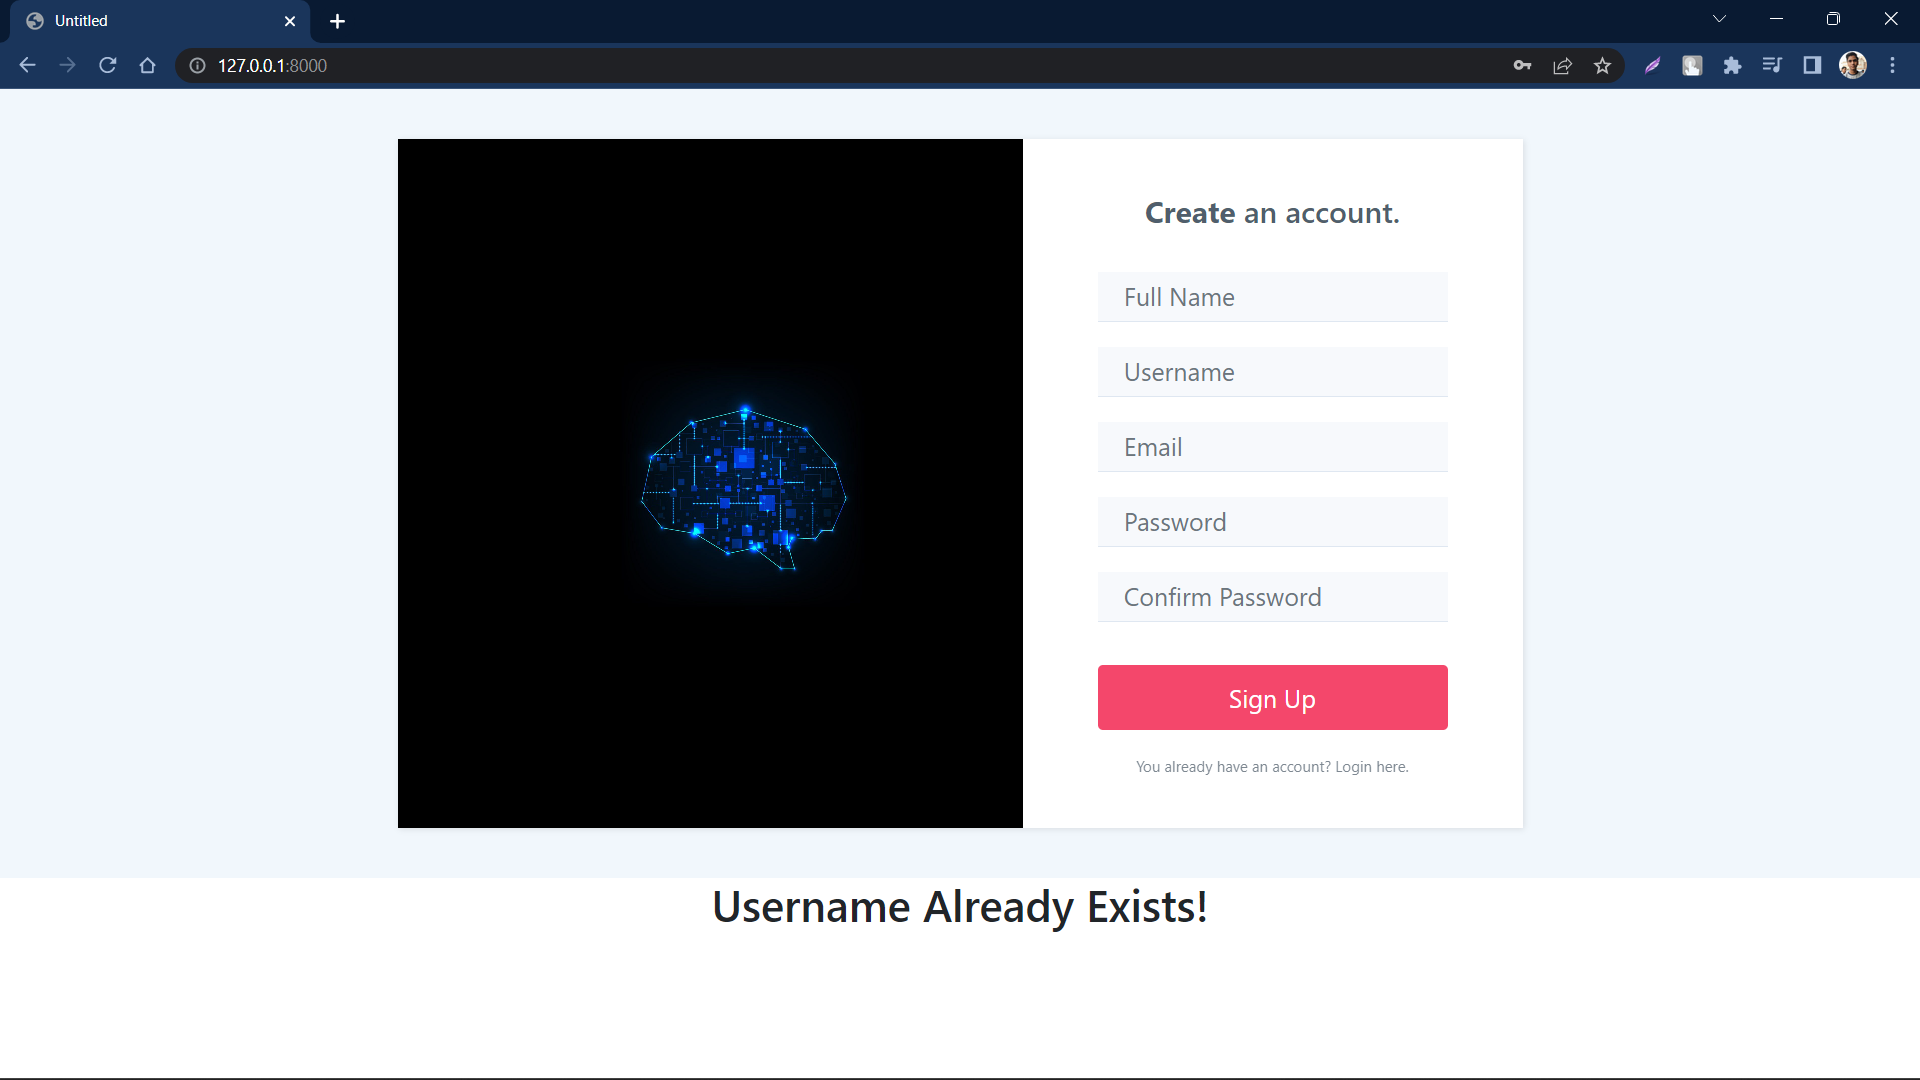 Untitled
127.0.0.1:8000
Create an account.
Full Name
Username
Email
Password
Confirm Password
Sign Up
You already have an account? Login here.
Username Already Exists!